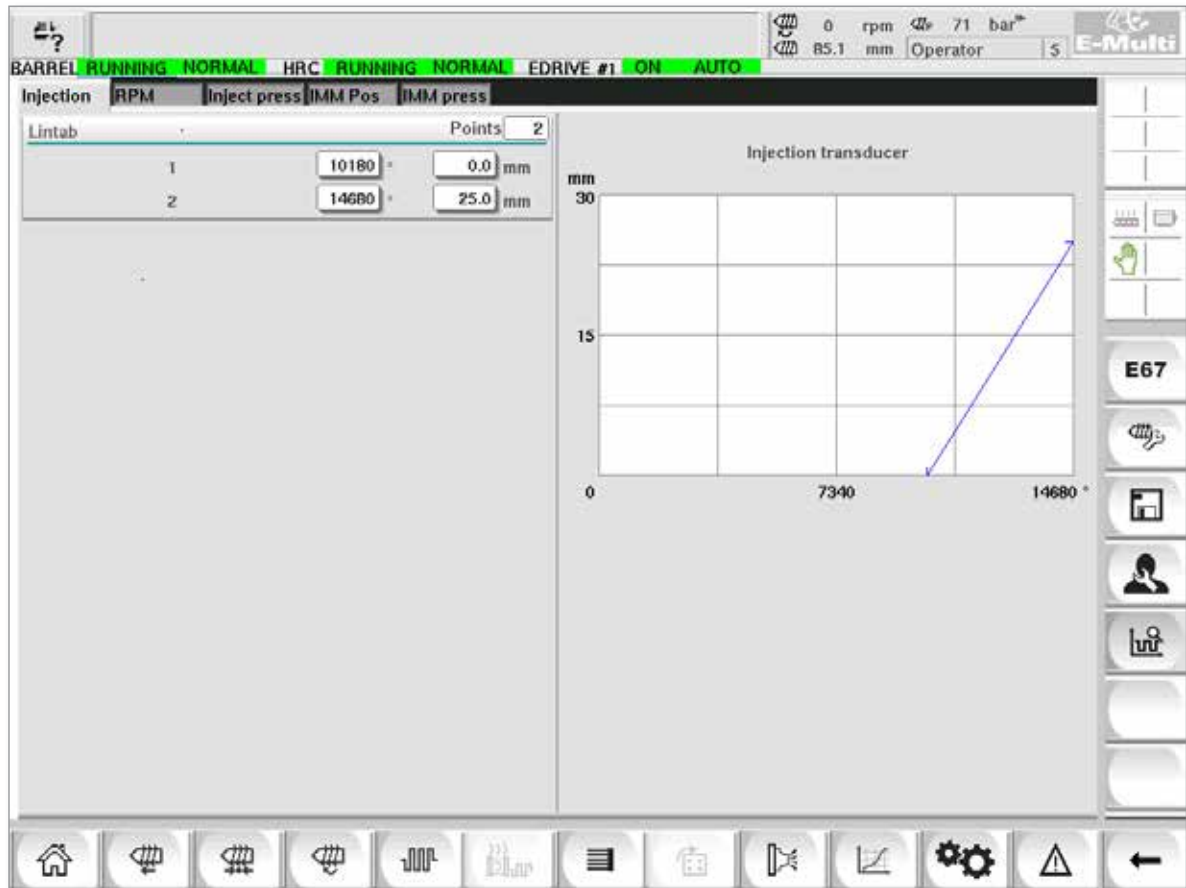 ?
0 rpm 71 bar
85.1 mm Operator 5
E-Multi
BARREL RUNNING NORMAL HRC RUNNING NORMAL EDRIVE #1 ON AUTO
Injection RPM Inject press IMM Pos IMM press
Lintab Points 2
1 10180 ° 0.0 mm
2 14680 ° 25.0 mm
Injection transducer
mm
30
15
0 7340 14680 °
E67